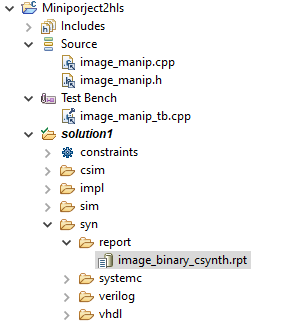 Miniporject2hls
Includes
Source
image_manip.cpp
image_manip.h
Test Bench
image_manip_tb.cpp
solution1
constraints
csim
impl
sim
syn
report
image_binary_csynth.rpt
systemc
verilog
vhdl